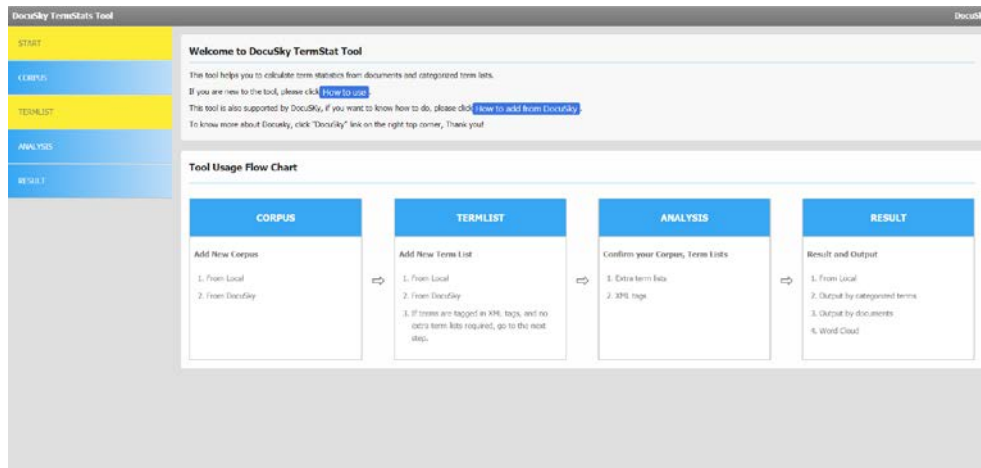 DocuSky TermStats Tool
DocuSk
START
CORPUS
TERMLIST
ANALYSIS
RESULT
Welcome to DocuSky TermStat Tool
This tool helps you to calculate term statistics from documents and categorized term lists.
If you are new to the tool, please click How to use.
This tool is also supported by DocuSky, if you want to know how to do, please click How to add from DocuSky.
To know more about Docusky, click "DocuSky" link on the right top corner, Thank you!
Tool Usage Flow Chart
CORPUS
Add New Corpus
1. From Local
2. From DocuSky
TERMLIST
Add New Term List
1. From Local
2. From DocuSky
3. If terms are tagged in XML tags, and no
extra term lists required, go to the next
step.
ANALYSIS
Confirm your Corpus, Term Lists
1. Extra term lists
2. XML tags
RESULT
Result and Output
1. From Local
2. Output by categorized terms
3. Output by documents
4. Word Cloud